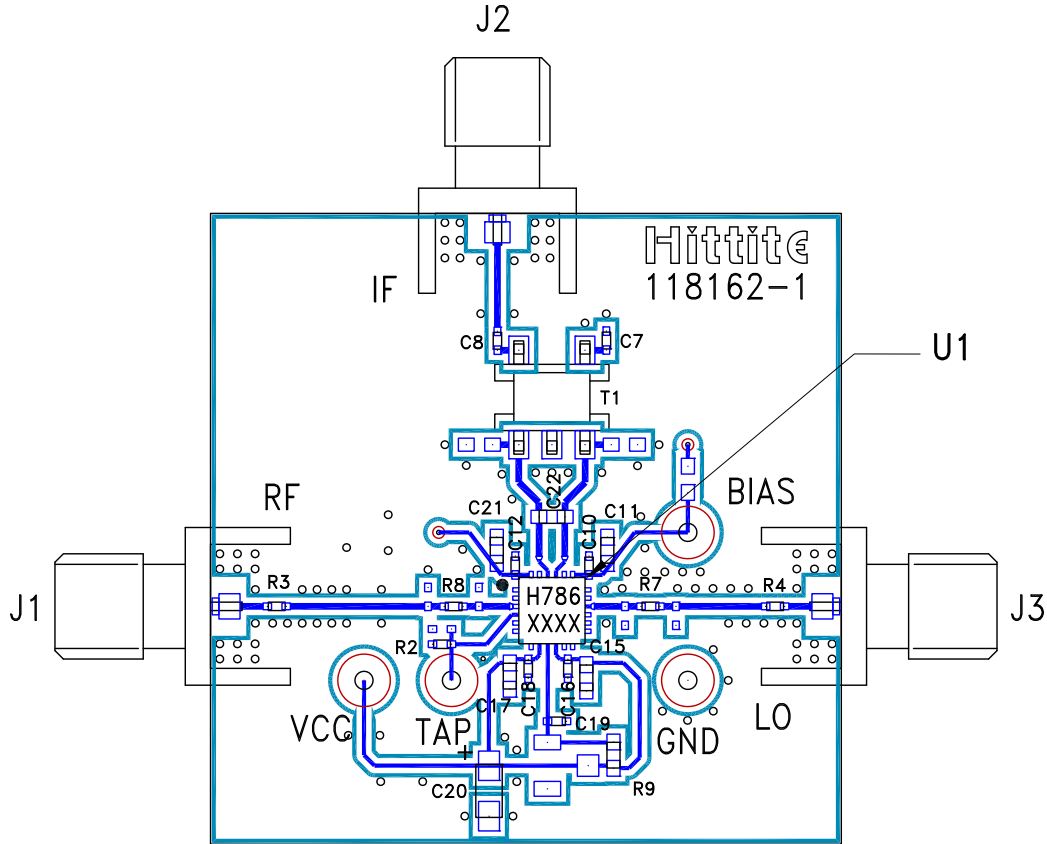 J2
Hittite
118162-1
IF
C8
C7
U1
T1
RF
BIAS
C22
C21
C12
C10
C11
J1
R3
R8
H786
XXXX
R7
R4
J3
R2
C15
C17
C18
C16
C19
VCC
TAP
GND
LO
+
C20
R9